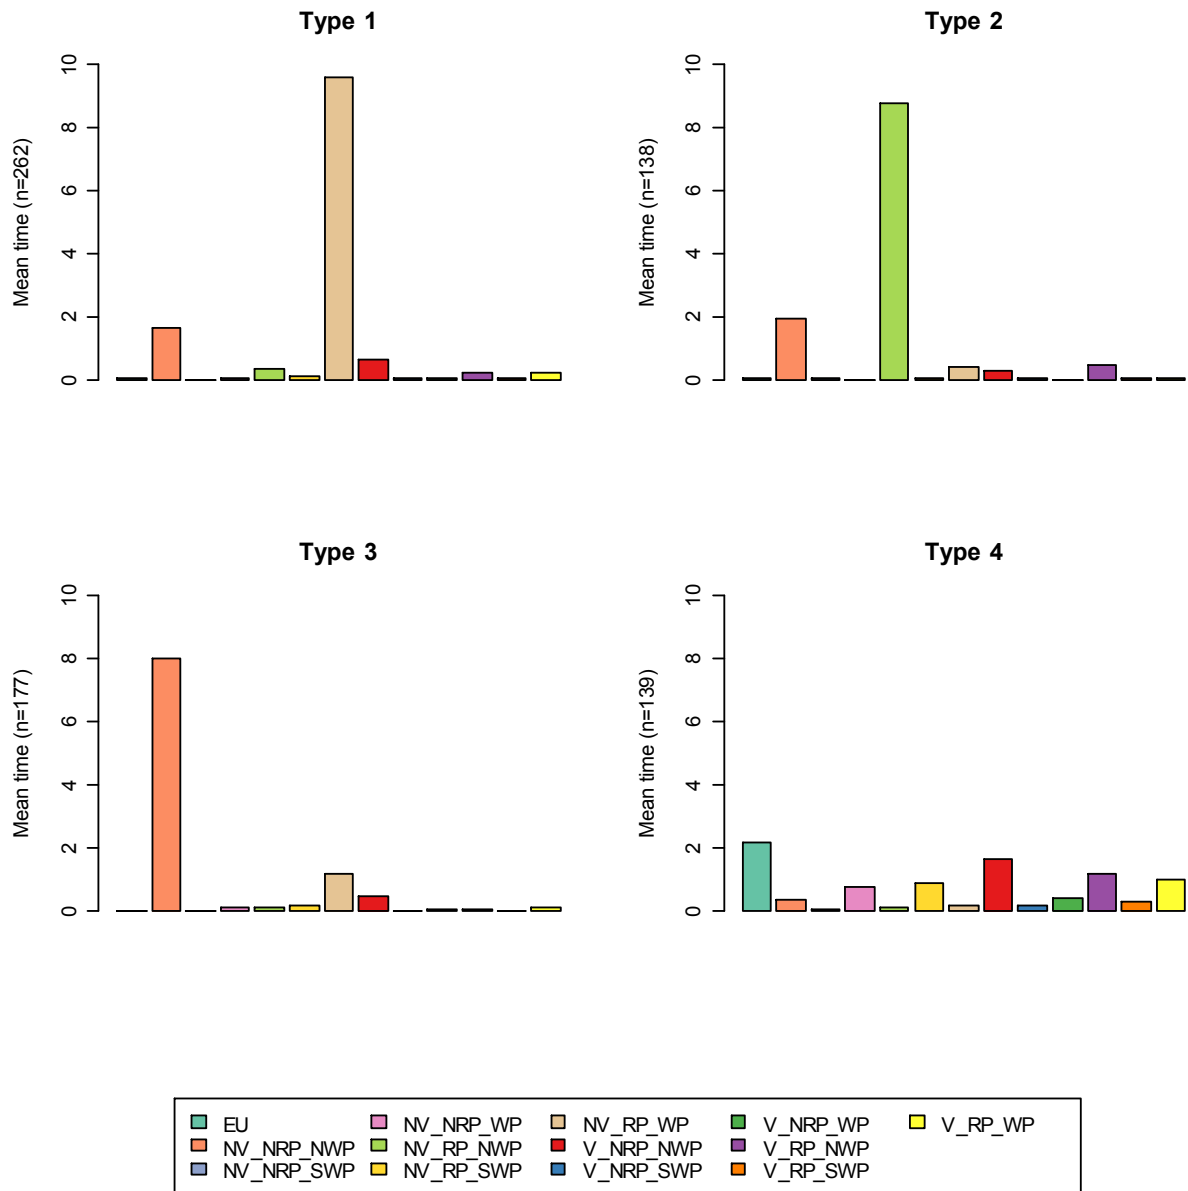 Type 1
Mean time (n=262)
0 2 4 6 8 10
Type 2
Mean time (n=138)
0 2 4 6 8 10
Type 3
Mean time (n=177)
0 2 4 6 8 10
Type 4
Mean time (n=139)
0 2 4 6 8 10
EU NV_NRP_WP NV_RP_WP V_NRP_WP V_RP_WP
NV_NRP_NWP NV_RP_NWP V_NRP_NWP V_RP_NWP
NV_NRP_SWP NV_RP_SWP V_NRP_SWP V_RP_SWP